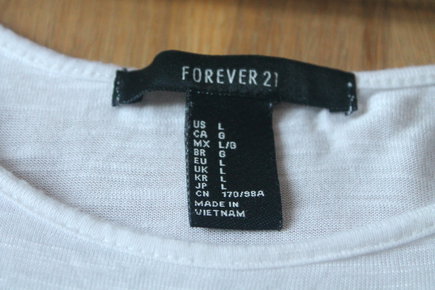 FOREVER 21
US L
CA G
MX L/G
BR G
EU L
UK L
KR L
JP L
CN 170/98A
MADE IN
VIETNAM